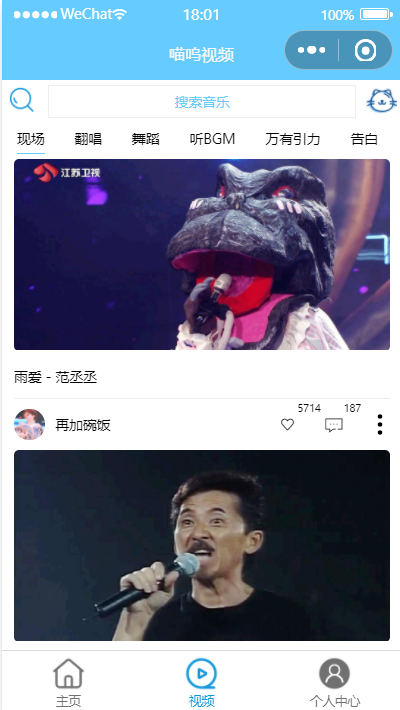 WeChat 18:01 100%
喵呜视频
搜索音乐
现场 翻唱 舞蹈 听BGM 万有引力 告白
江苏卫视
雨爱 - 范丞丞
再加碗饭 5714 187
主页 视频 个人中心